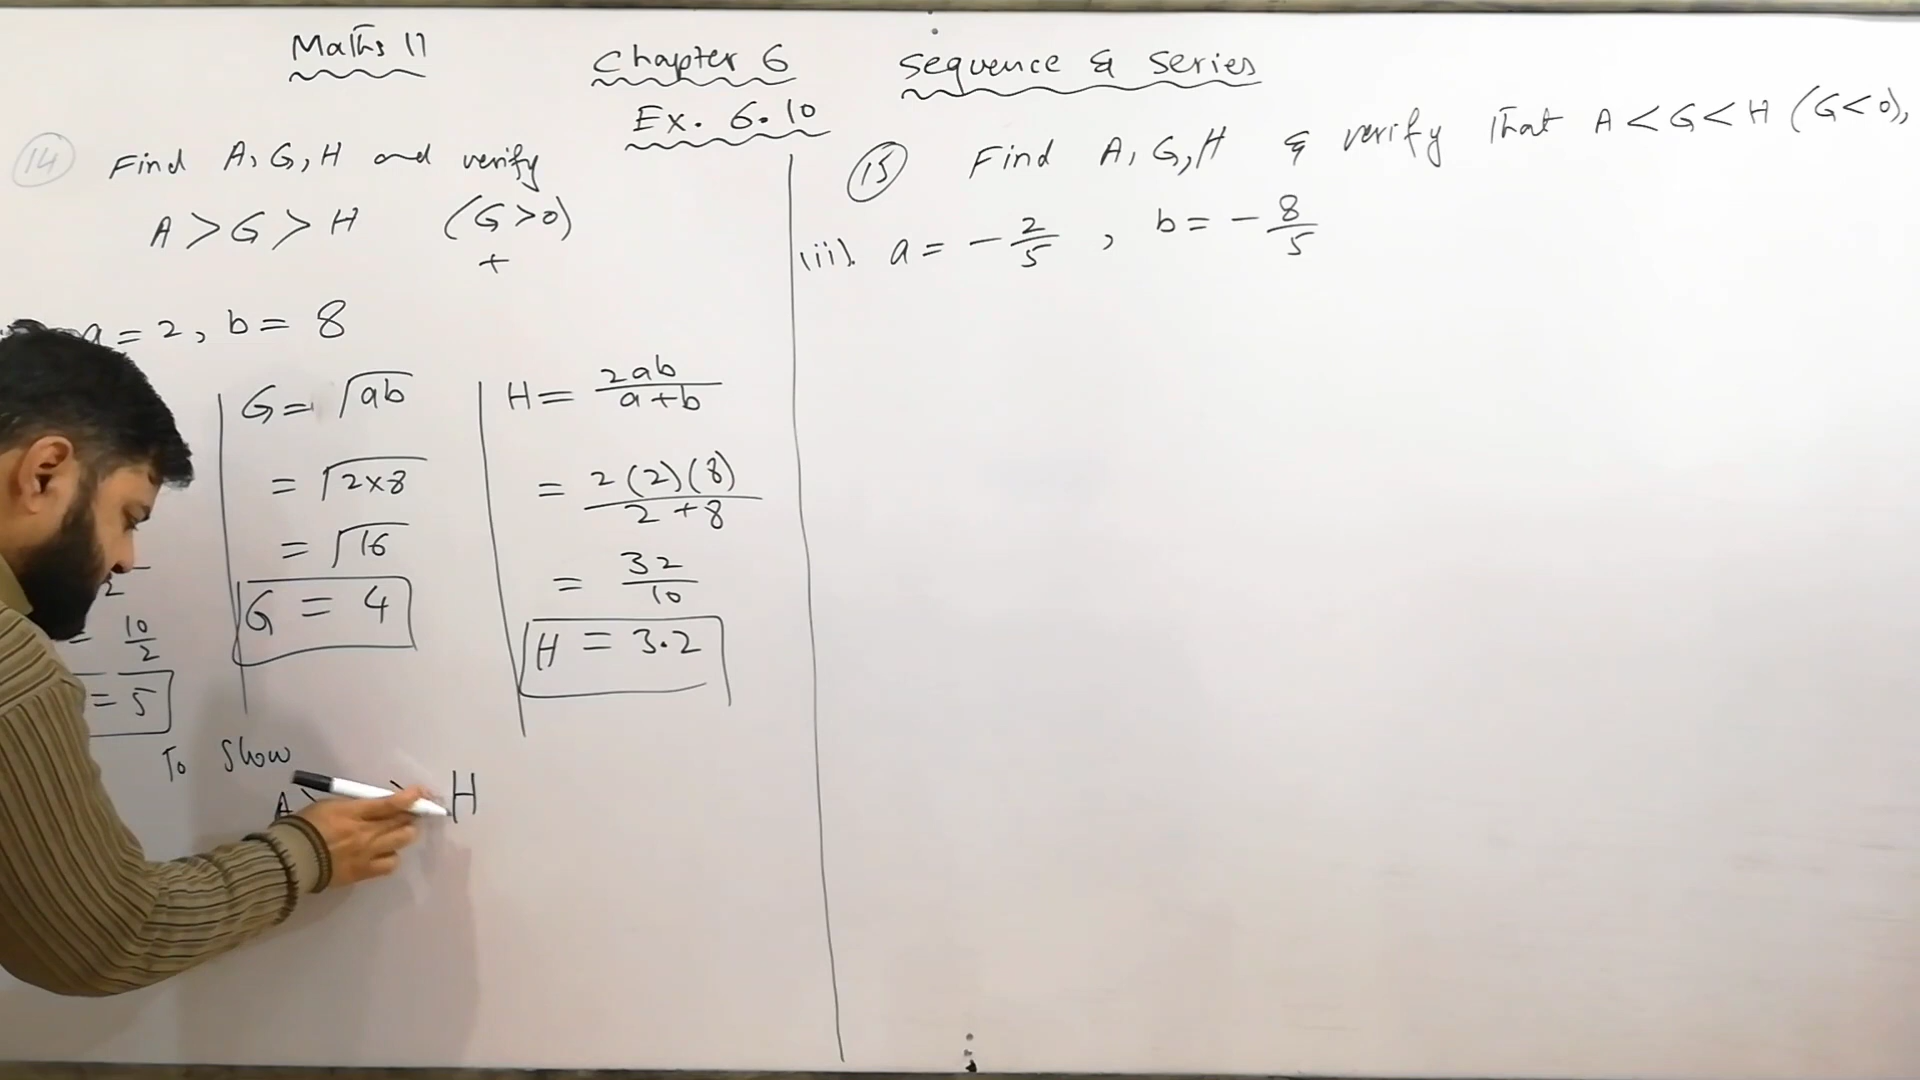 Maths 11
Chapter 6
Sequence & Series
Ex. 6.10
14 Find A, G, H and verify
A > G > H (G > 0)
+
a = 2, b = 8
G = √ab
= √2×8
= √16
G = 4
H = 2ab/a+b
= 2(2)(8)/2+8
= 32/10
H = 3.2
2
= 10/2
= 5
To Show
A > > H
15 Find A, G, H & verify that A < G < H (G < 0),
(iii). a = -2/5 , b = -8/5